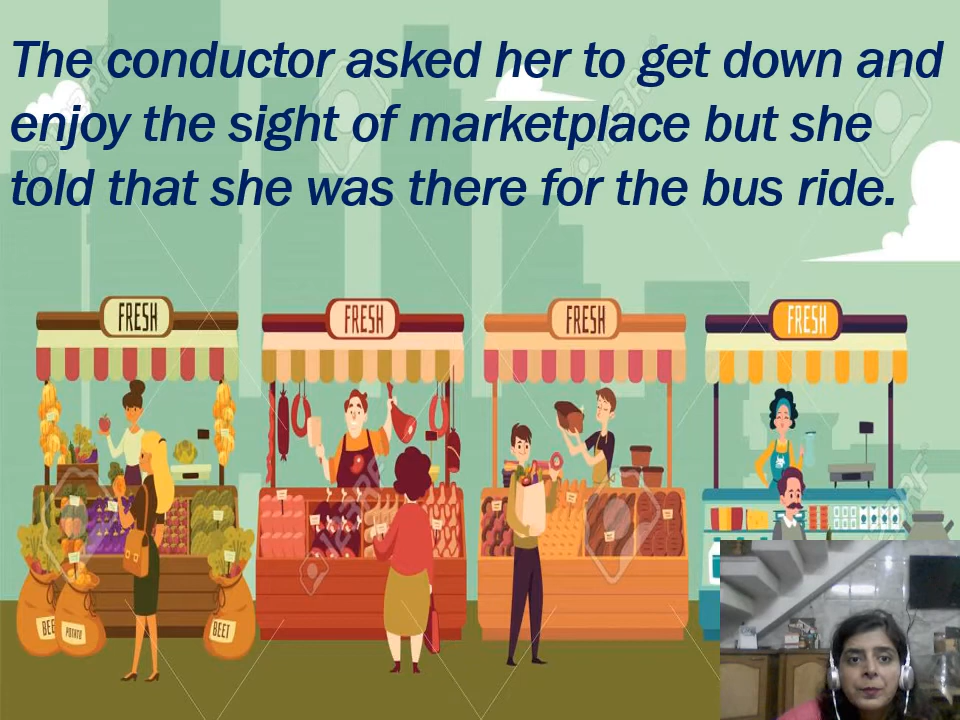 The conductor asked her to get down and
enjoy the sight of marketplace but she
told that she was there for the bus ride.
FRESH
FRESH
FRESH
FRESH
BEET
POTATO
BEET